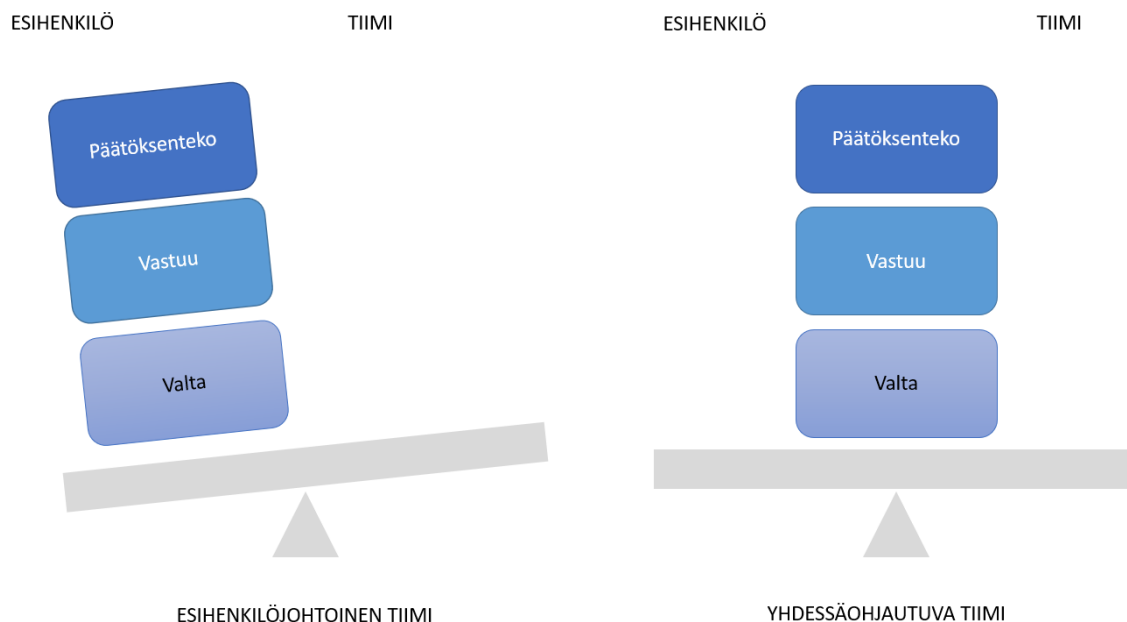 ESIHENKILÖ
TIIMI
Päätöksenteko
Vastuu
Valta
ESIHENKILÖJOHTOINEN TIIMI
ESIHENKILÖ
TIIMI
Päätöksenteko
Vastuu
Valta
YHDESSÄOHJAUTUVA TIIMI